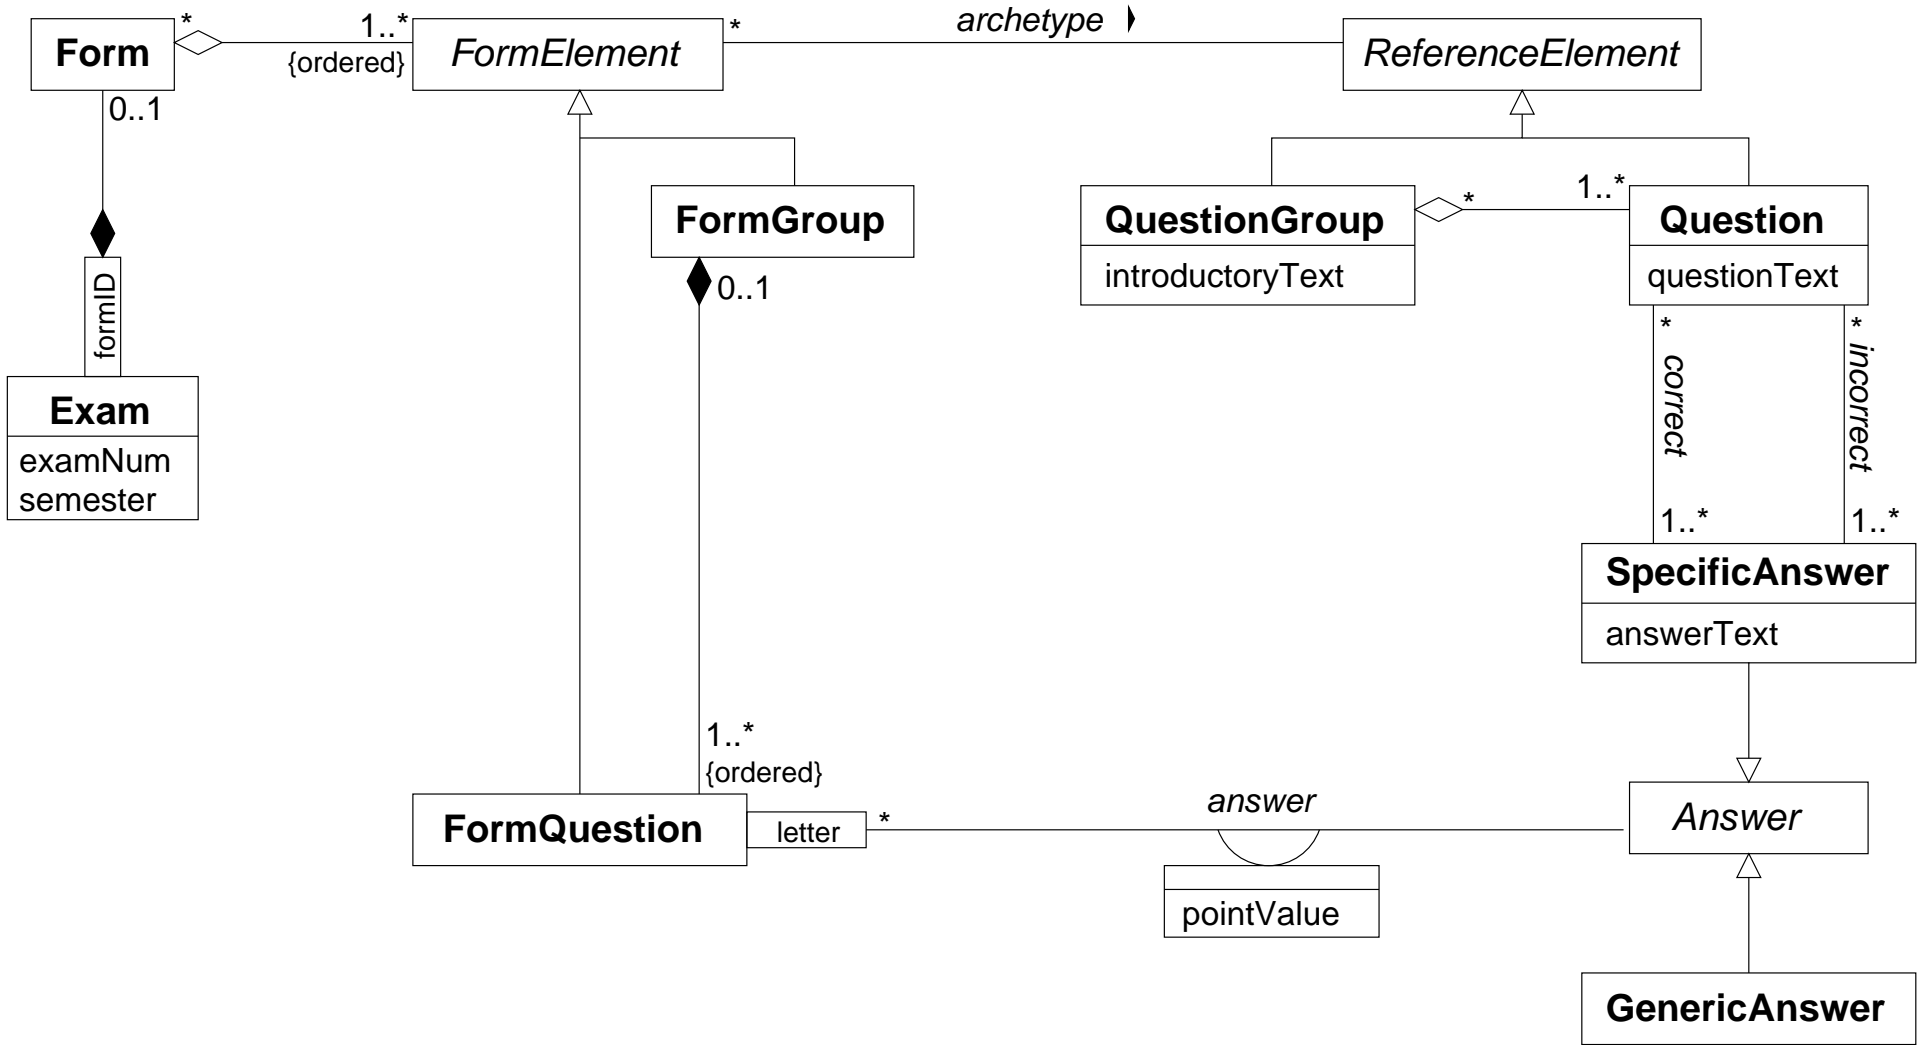 * 1..* * archetype
Form FormElement ReferenceElement
{ordered}
0..1
1..*
FormGroup QuestionGroup * Question
introductoryText questionText
0..1
formID
* correct * incorrect
Exam
examNum
semester
1..* 1..*
SpecificAnswer
answerText
1..*
{ordered}
answer
FormQuestion letter * Answer
pointValue
GenericAnswer